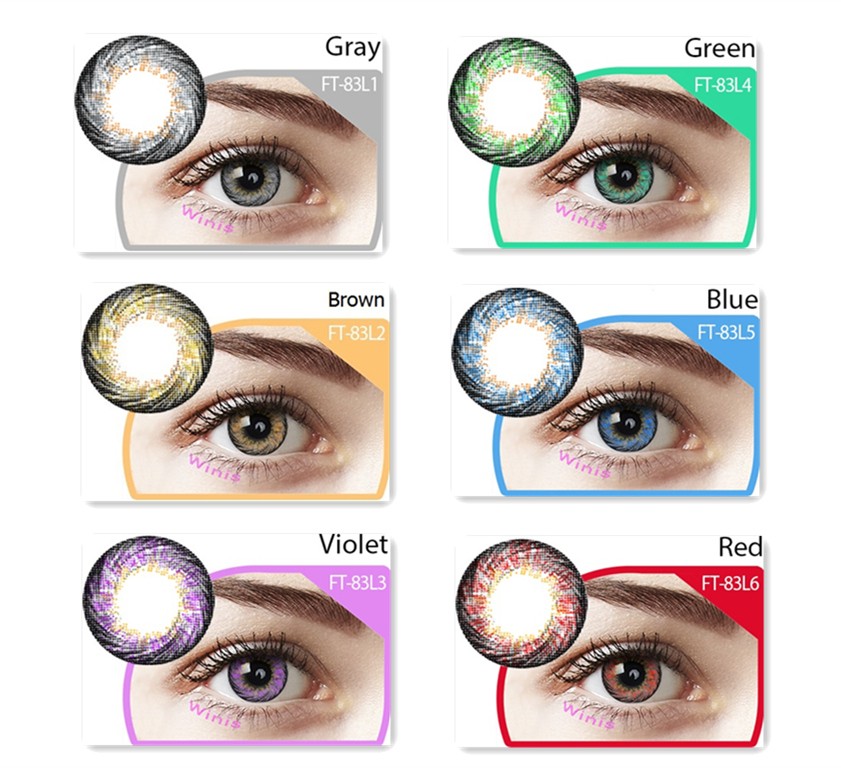 Gray
FT-83L1
Winis
Green
FT-83L4
Winis
Brown
FT-83L2
Winis
Blue
FT-83L5
Winis
Violet
FT-83L3
Winis
Red
FT-83L6
Winis